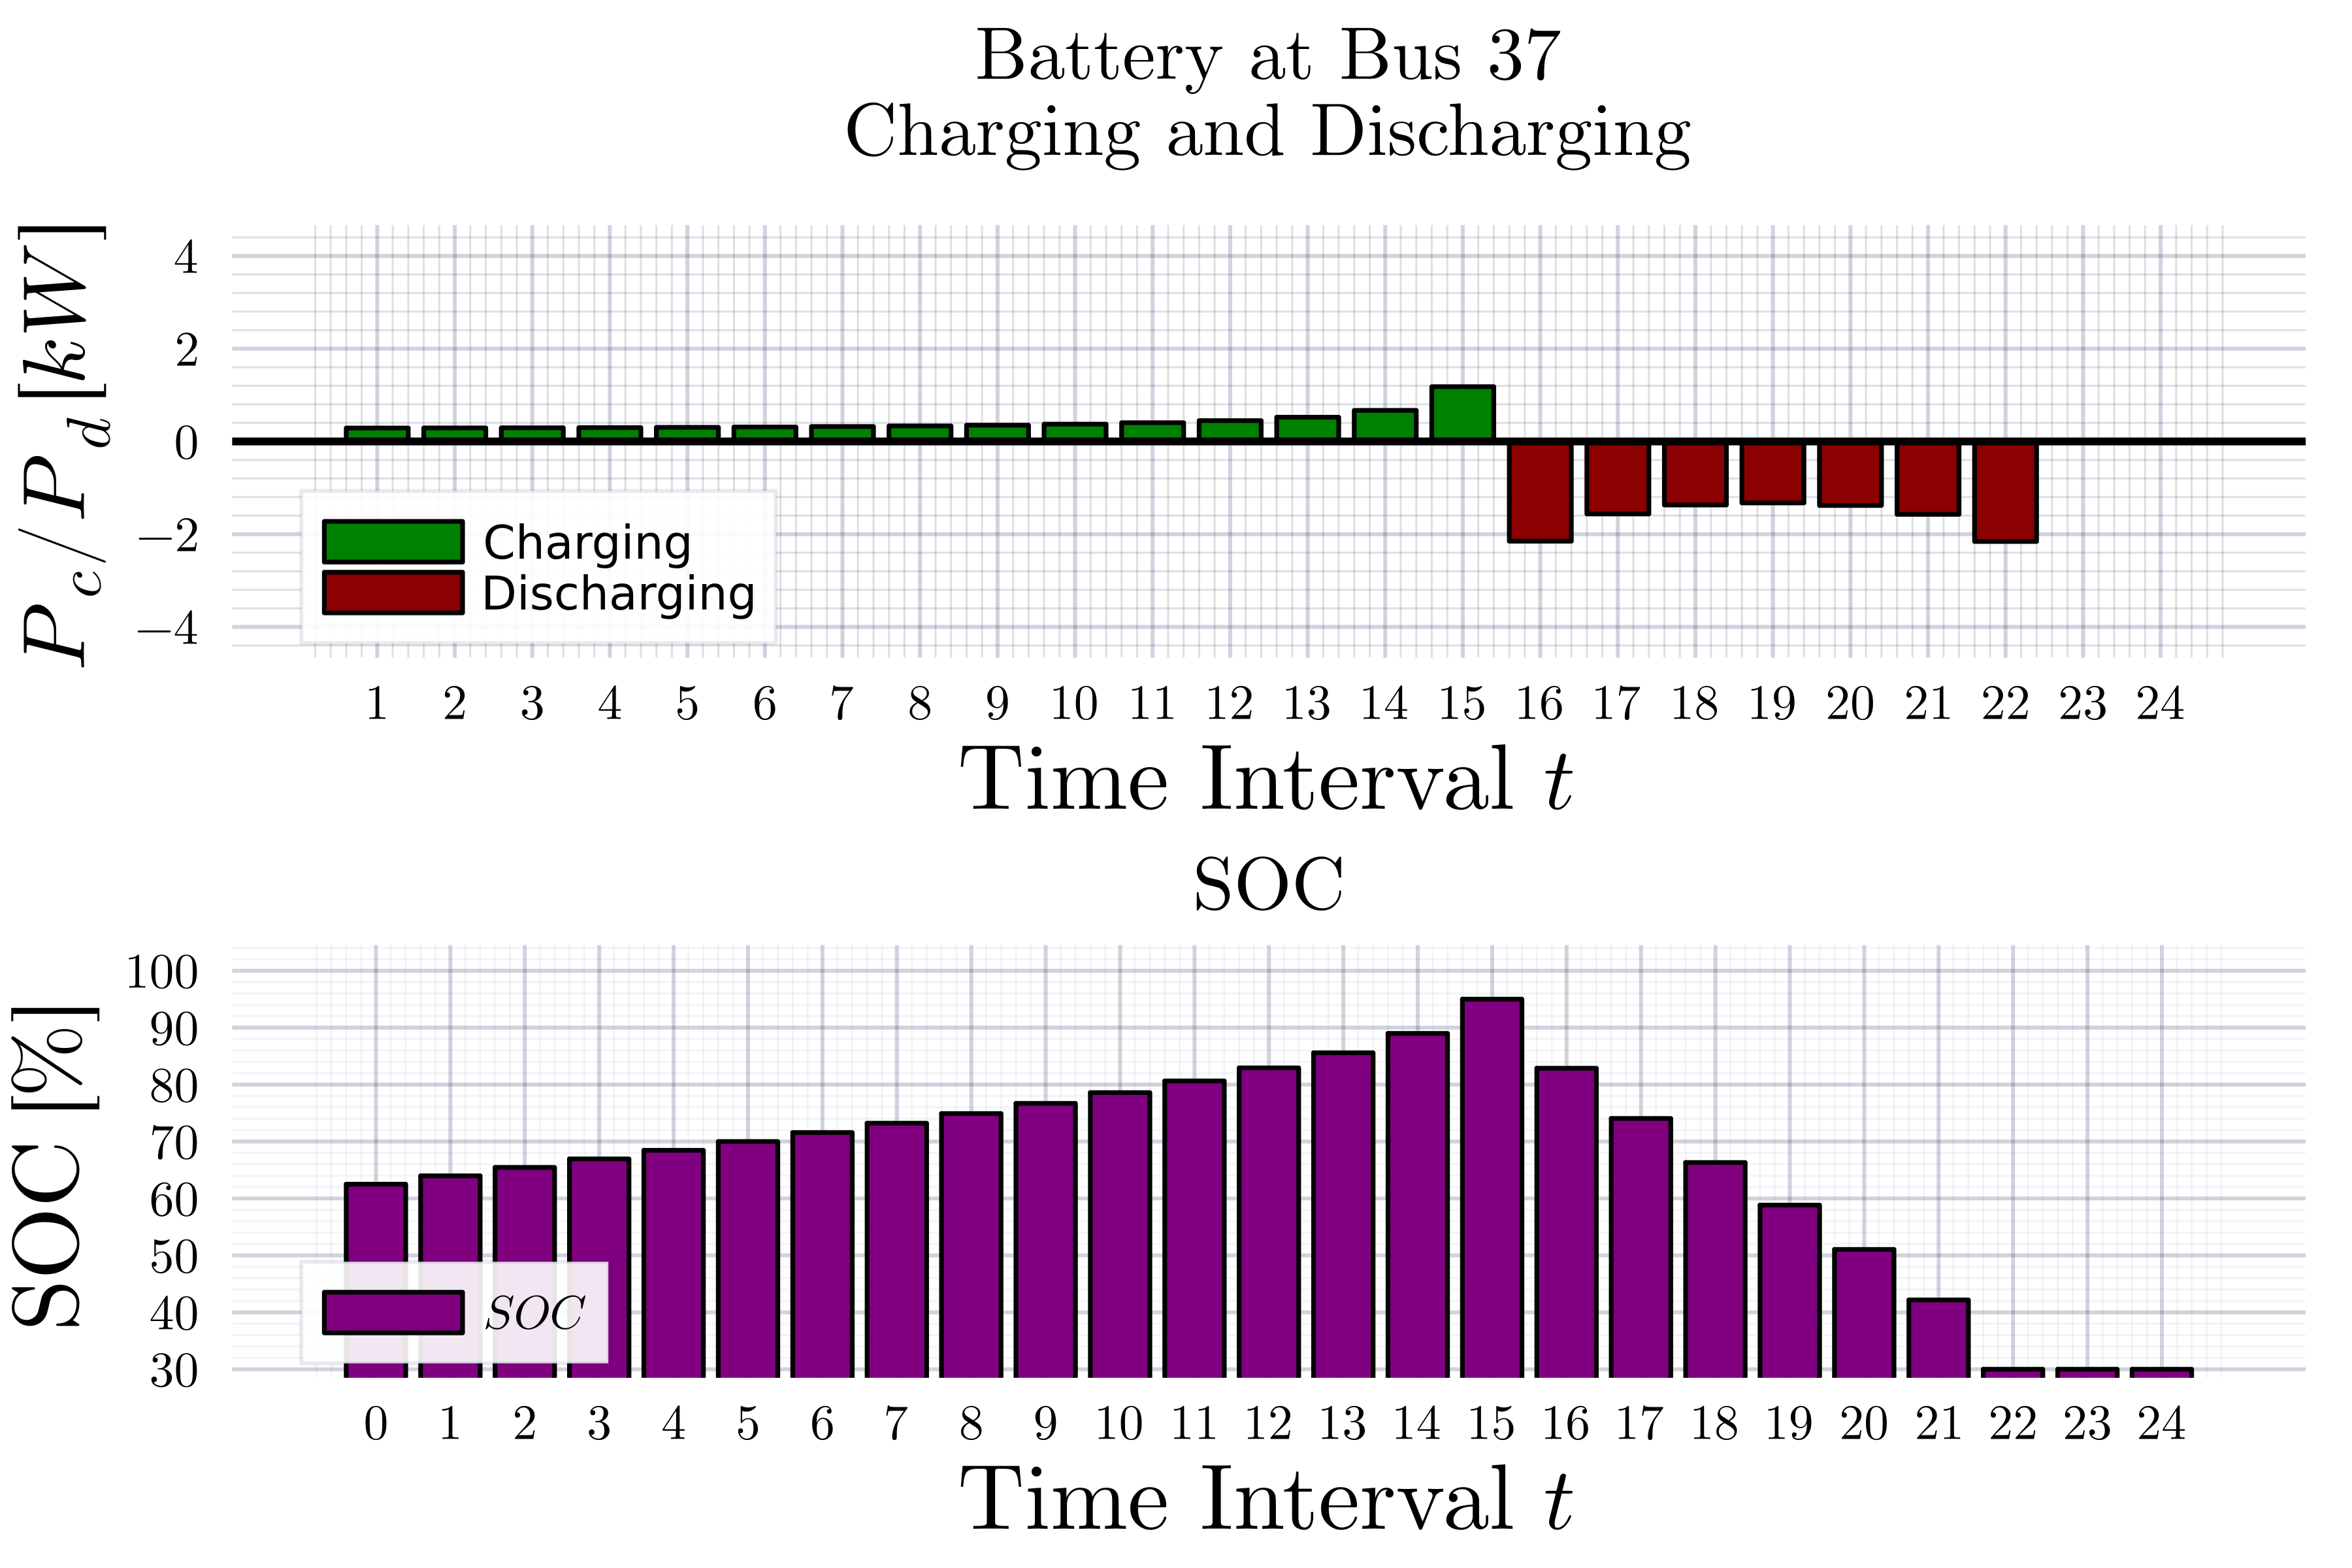 Battery at Bus 37
Charging and Discharging
P_c/P_d [kW]
4
2
0
−2
−4
Charging
Discharging
1 2 3 4 5 6 7 8 9 10 11 12 13 14 15 16 17 18 19 20 21 22 23 24
Time Interval t
SOC
SOC [%]
100
90
80
70
60
50
40
30
SOC
0 1 2 3 4 5 6 7 8 9 10 11 12 13 14 15 16 17 18 19 20 21 22 23 24
Time Interval t